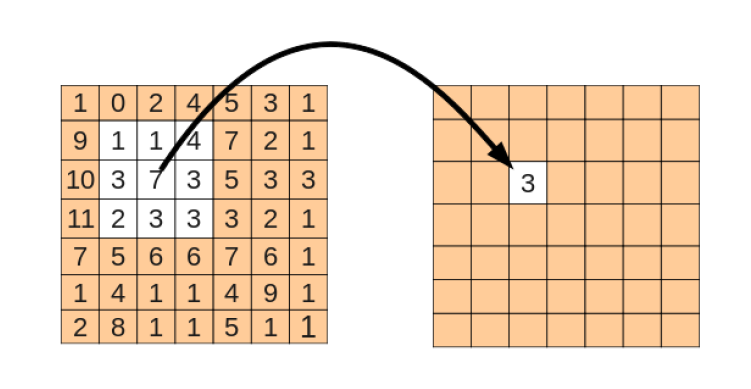 1 0 2 4 5 3 1
9 1 1 4 7 2 1
10 3 7 3 5 3 3
11 2 3 3 3 2 1
7 5 6 6 7 6 1
1 4 1 1 4 9 1
2 8 1 1 5 1 1
3